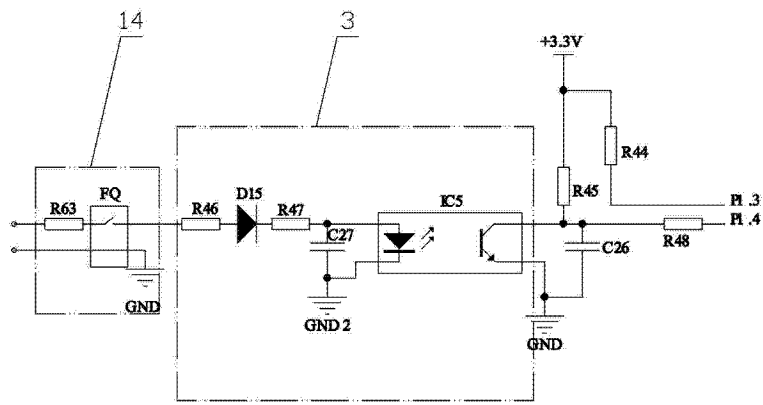 14
3
+3.3V
R44
R45
P1 .3
P1 .4
R63
FQ
R46
D15
R47
C27
IC5
C26
R48
GND
GND 2
GND